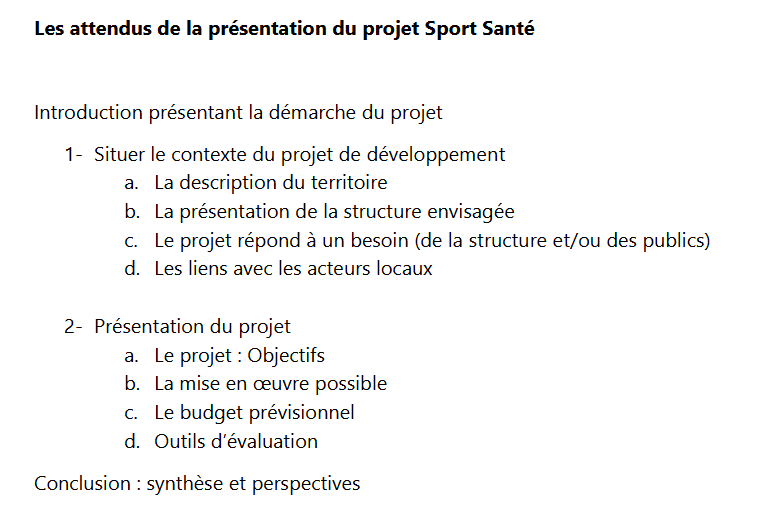 Les attendus de la présentation du projet Sport Santé
Introduction présentant la démarche du projet
1- Situer le contexte du projet de développement
a. La description du territoire
b. La présentation de la structure envisagée
c. Le projet répond à un besoin (de la structure et/ou des publics)
d. Les liens avec les acteurs locaux
2- Présentation du projet
a. Le projet : Objectifs
b. La mise en œuvre possible
c. Le budget prévisionnel
d. Outils d’évaluation
Conclusion : synthèse et perspectives